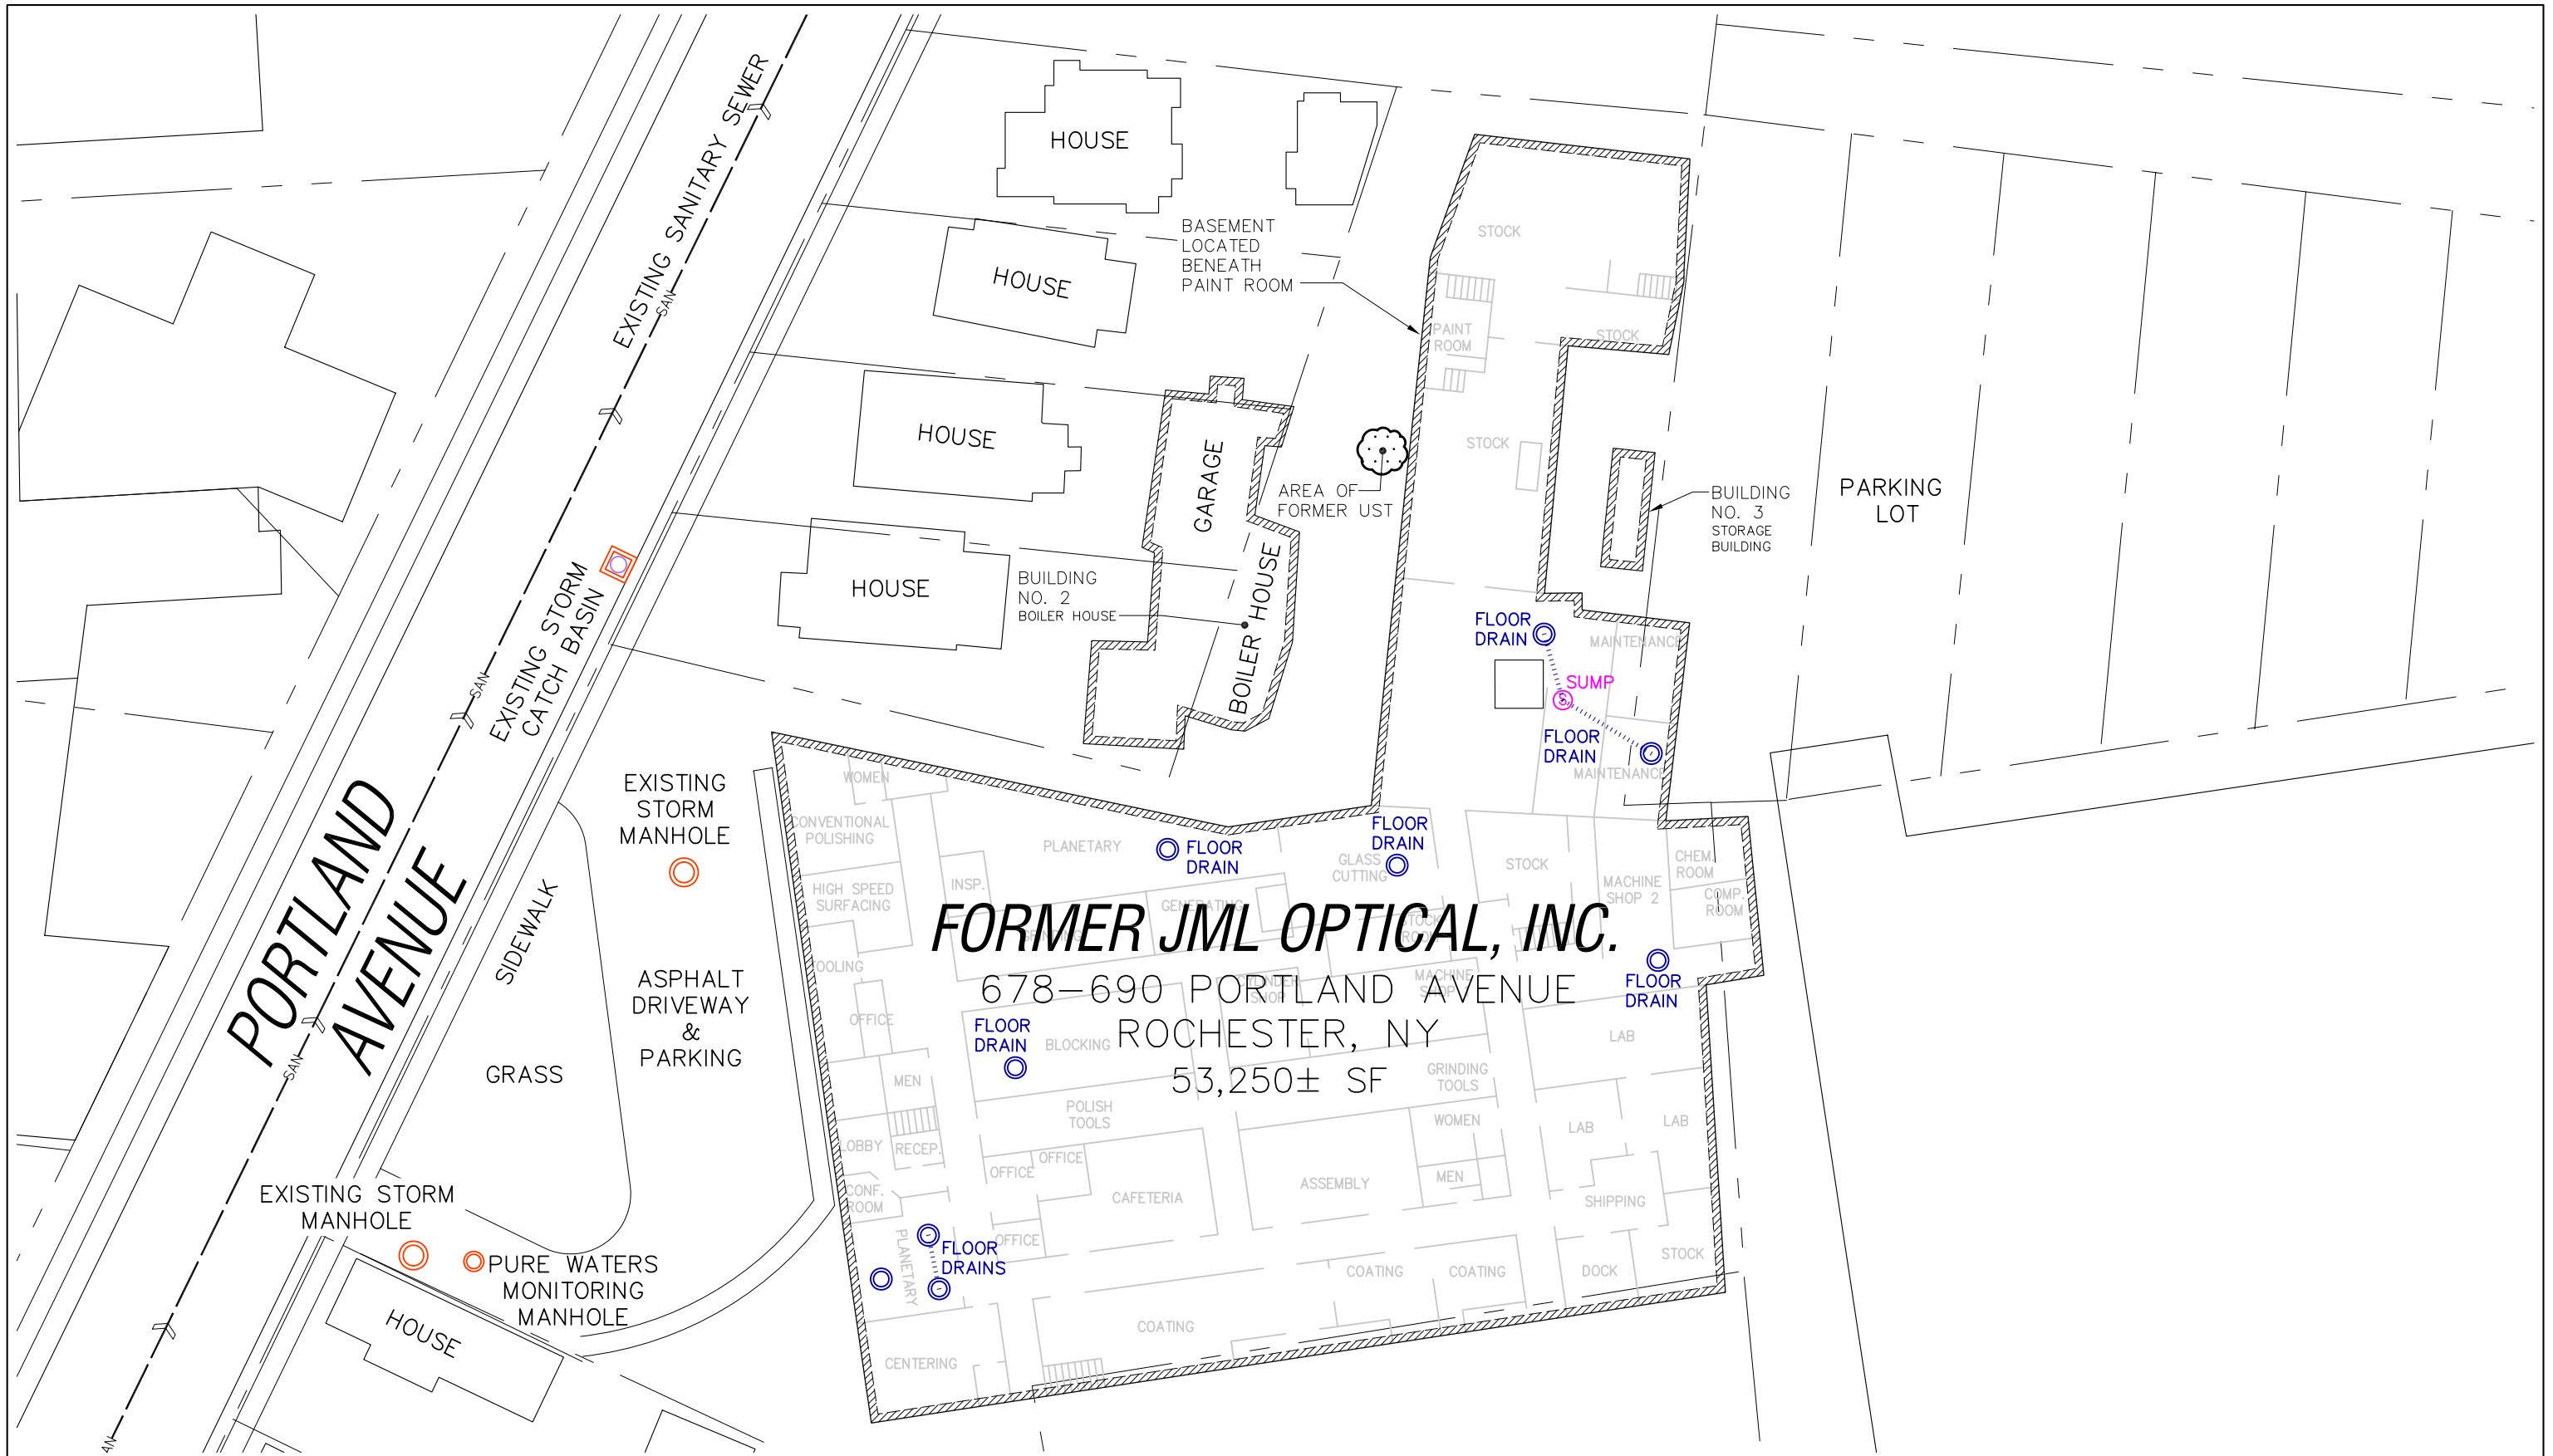 EXISTING SANITARY SEWER
SAN
HOUSE
HOUSE
HOUSE
HOUSE
BASEMENT
LOCATED
BENEATH
PAINT ROOM
STOCK
PAINT
ROOM
STOCK
STOCK
GARAGE
AREA OF
FORMER UST
BUILDING
NO. 3
STORAGE
BUILDING
PARKING
LOT
BUILDING
NO. 2
BOILER HOUSE
BOILER HOUSE
EXISTING STORM
CATCH BASIN
SAN
FLOOR
DRAIN
MAINTENANCE
SUMP
FLOOR
DRAIN
MAINTENANCE
PORTLAND
AVENUE
SAN
SIDEWALK
EXISTING
STORM
MANHOLE
ASPHALT
DRIVEWAY
&
PARKING
GRASS
WOMEN
CONVENTIONAL
POLISHING
PLANETARY
FLOOR
DRAIN
FLOOR
DRAIN
GLASS
CUTTING
STOCK
CHEM.
ROOM
MACHINE
SHOP 2
COMP.
ROOM
HIGH SPEED
SURFACING
INSP.
GENERATING
STOCK
ROOM
FORMER JML OPTICAL, INC.
678-690 PORTLAND AVENUE
ROCHESTER, NY
53,250± SF
TOOLING
CYLINDER
SHOP
MACHINE
SHOP
FLOOR
DRAIN
OFFICE
FLOOR
DRAIN
BLOCKING
LAB
MEN
GRINDING
TOOLS
POLISH
TOOLS
WOMEN
LAB
LAB
LOBBY
RECEP.
OFFICE
OFFICE
CONF.
ROOM
CAFETERIA
ASSEMBLY
MEN
SHIPPING
PLANETARY
FLOOR
DRAINS
OFFICE
STOCK
COATING
COATING
DOCK
COATING
CENTERING
EXISTING STORM
MANHOLE
PURE WATERS
MONITORING
MANHOLE
HOUSE